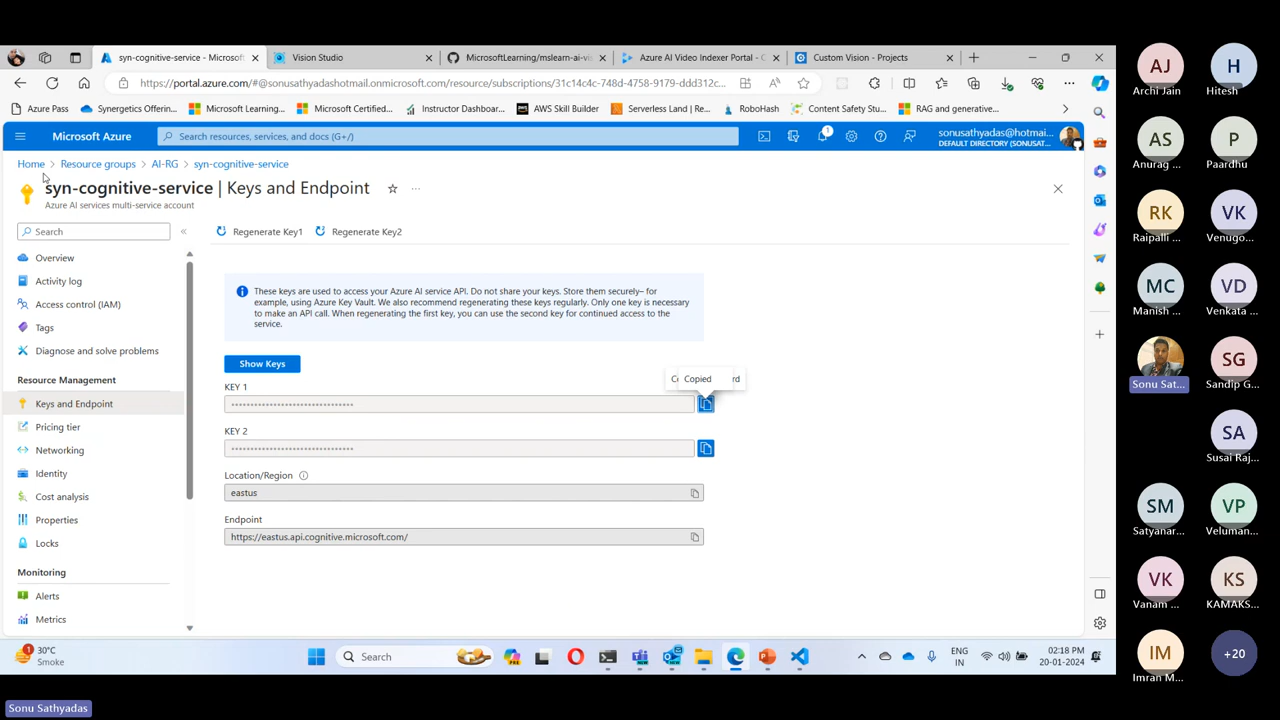 syn-cognitive-service - Microsoft
Vision Studio
MicrosoftLearning/mslearn-ai-vis
Azure AI Video Indexer Portal - C
Custom Vision - Projects
https://portal.azure.com/#@sonusathyadashotmail.onmicrosoft.com/resource/subscriptions/31c14c4c-748d-4758-9179-ddd312c...
Azure Pass
Synergetics Offerin...
Microsoft Learning...
Microsoft Certified...
Instructor Dashboar...
AWS Skill Builder
Serverless Land | Re...
RoboHash
Content Safety Stu...
RAG and generative...
Microsoft Azure
Search resources, services, and docs (G+/)
1
sonusathyadas@hotmai...
DEFAULT DIRECTORY (SONUSAT...
Home > Resource groups > AI-RG > syn-cognitive-service
syn-cognitive-service | Keys and Endpoint
Azure AI services multi-service account
Search
Overview
Activity log
Access control (IAM)
Tags
Diagnose and solve problems
Resource Management
Keys and Endpoint
Pricing tier
Networking
Identity
Cost analysis
Properties
Locks
Monitoring
Alerts
Metrics
Regenerate Key1
Regenerate Key2
These keys are used to access your Azure AI service API. Do not share your keys. Store them securely– for
example, using Azure Key Vault. We also recommend regenerating these keys regularly. Only one key is necessary
to make an API call. When regenerating the first key, you can use the second key for continued access to the
service.
Show Keys
Copied
KEY 1
KEY 2
Location/Region
eastus
Endpoint
https://eastus.api.cognitive.microsoft.com/
1
30°C
Smoke
Search
ENG
IN
02:18 PM
20-01-2024
AJ
Archi Jain
H
Hitesh
AS
Anurag ...
P
Paardhu
RK
Raipalli ...
VK
Venugo...
MC
Manish ...
VD
Venkata ...
Sonu Sat...
SG
Sandip G...
SA
Susai Raj...
SM
Satyanar...
VP
Veluman...
VK
Vanam ...
KS
KAMAKS...
IM
Imran M...
+20
Sonu Sathyadas